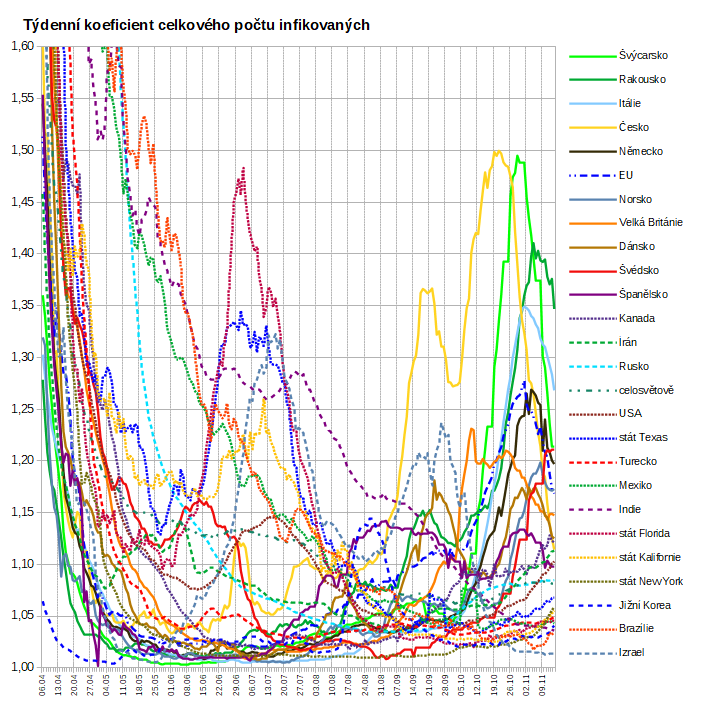 Týdenní koeficient celkového počtu infikovaných
1,60
1,55
1,50
1,45
1,40
1,35
1,30
1,25
1,20
1,15
1,10
1,05
1,00
06.04
13.04
20.04
27.04
04.05
11.05
18.05
25.05
01.06
08.06
15.06
22.06
29.06
06.07
13.07
20.07
27.07
03.08
10.08
17.08
24.08
31.08
07.09
14.09
21.09
28.09
05.10
12.10
19.10
26.10
02.11
09.11
Švýcarsko
Rakousko
Itálie
Česko
Německo
EU
Norsko
Velká Británie
Dánsko
Švédsko
Španělsko
Kanada
Irán
Rusko
celosvětově
USA
stát Texas
Turecko
Mexiko
Indie
stát Florida
stát Kalifornie
stát New York
Jižní Korea
Brazílie
Izrael